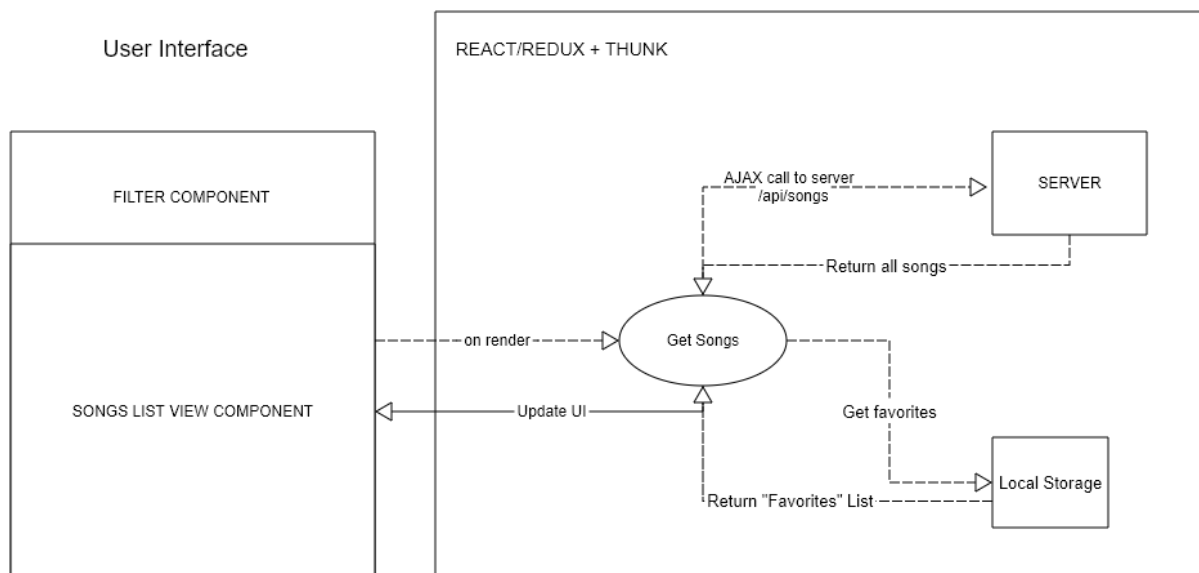 User Interface
REACT/REDUX + THUNK
FILTER COMPONENT
AJAX call to server
/api/songs
SERVER
Return all songs
on render
Get Songs
SONGS LIST VIEW COMPONENT
Update UI
Get favorites
Local Storage
Return "Favorites" List